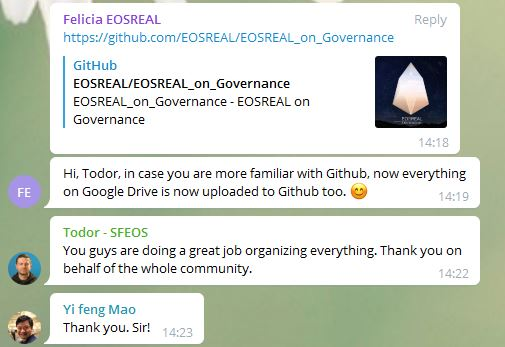 Felicia EOSREAL Reply
https://github.com/EOSREAL/EOSREAL_on_Governance
GitHub
EOSREAL/EOSREAL_on_Governance
EOSREAL_on_Governance - EOSREAL on
Governance
EOSREAL
14:18
Hi, Todor, in case you are more familiar with Github, now everything
on Google Drive is now uploaded to Github too. 😊
14:19
FE
Todor - SFEOS
You guys are doing a great job organizing everything. Thank you on
behalf of the whole community.
14:22
Yi feng Mao
Thank you. Sir! 14:23